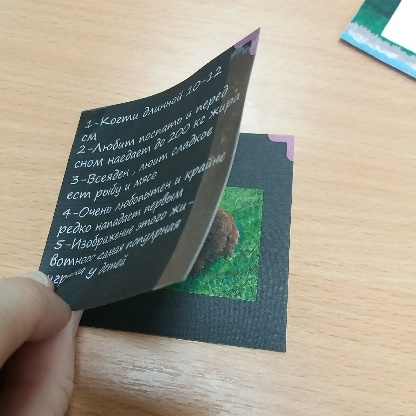 1-Когти длинной 10-12
см
2-Любит поспать и перед
сном наедает до 200 кг жира
3-Всеяден, любит сладкое
ест рыбу и мясо
4-Очень любопытен и крайне
редко нападает первым
5-Изображение этого жи-
вотного самая популярная
игрушка у детей